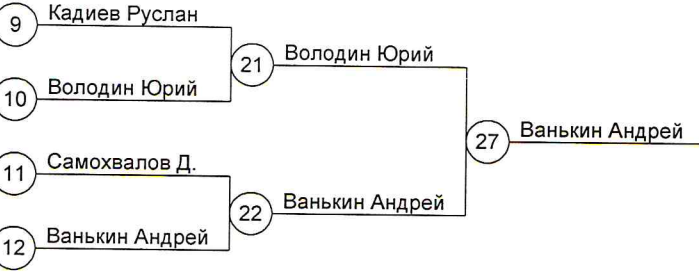 9 Кадиев Руслан
21 Володин Юрий
10 Володин Юрий
27 Ванькин Андрей
11 Самохвалов Д.
22 Ванькин Андрей
12 Ванькин Андрей